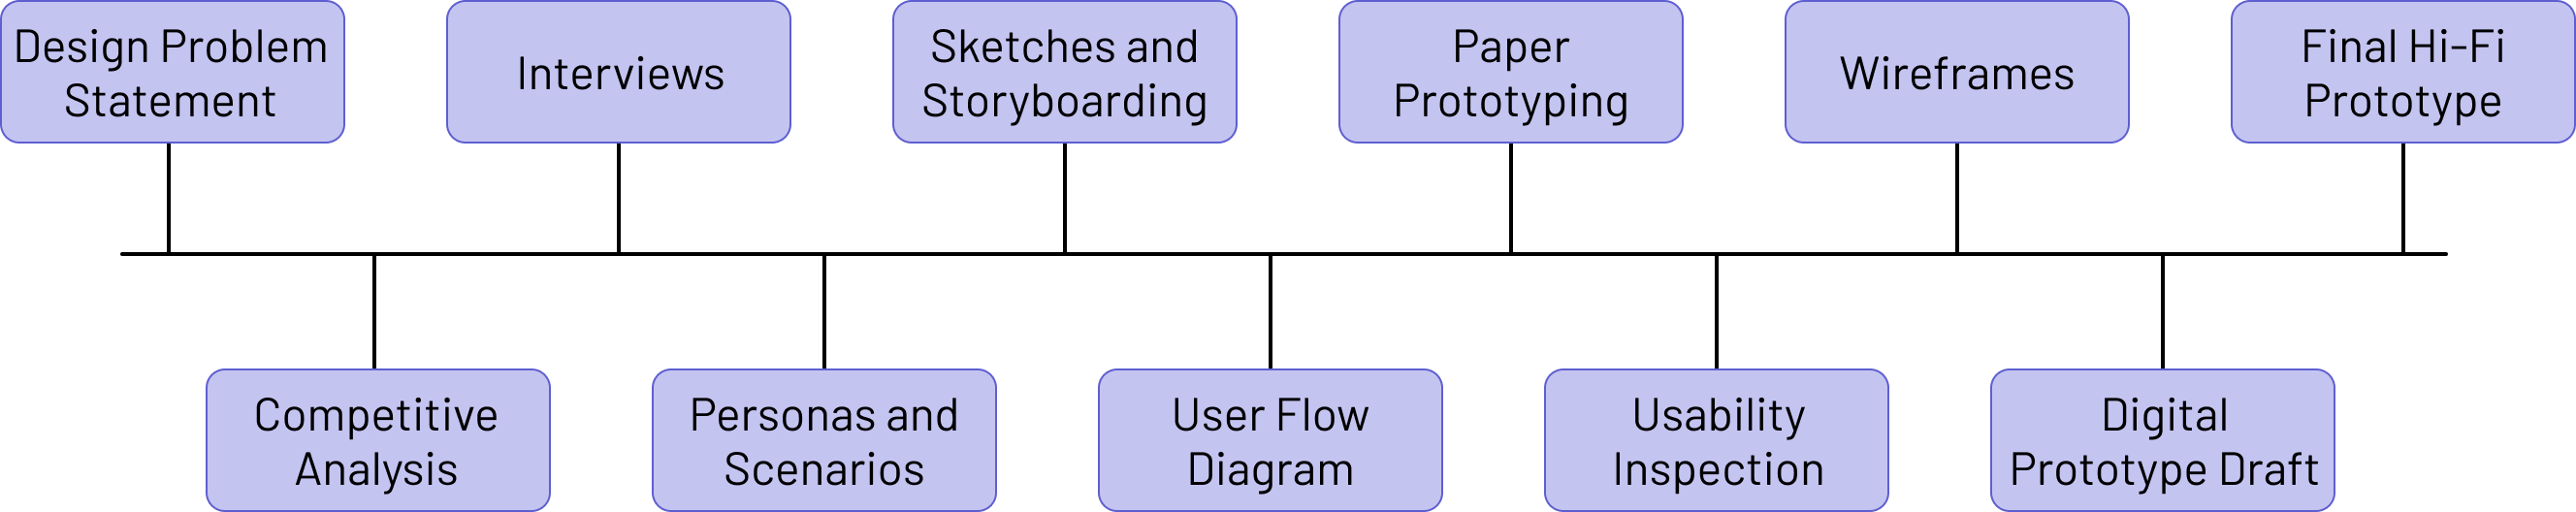 Design Problem
Statement
Interviews
Sketches and
Storyboarding
Paper
Prototyping
Wireframes
Final Hi-Fi
Prototype
Competitive
Analysis
Personas and
Scenarios
User Flow
Diagram
Usability
Inspection
Digital
Prototype Draft